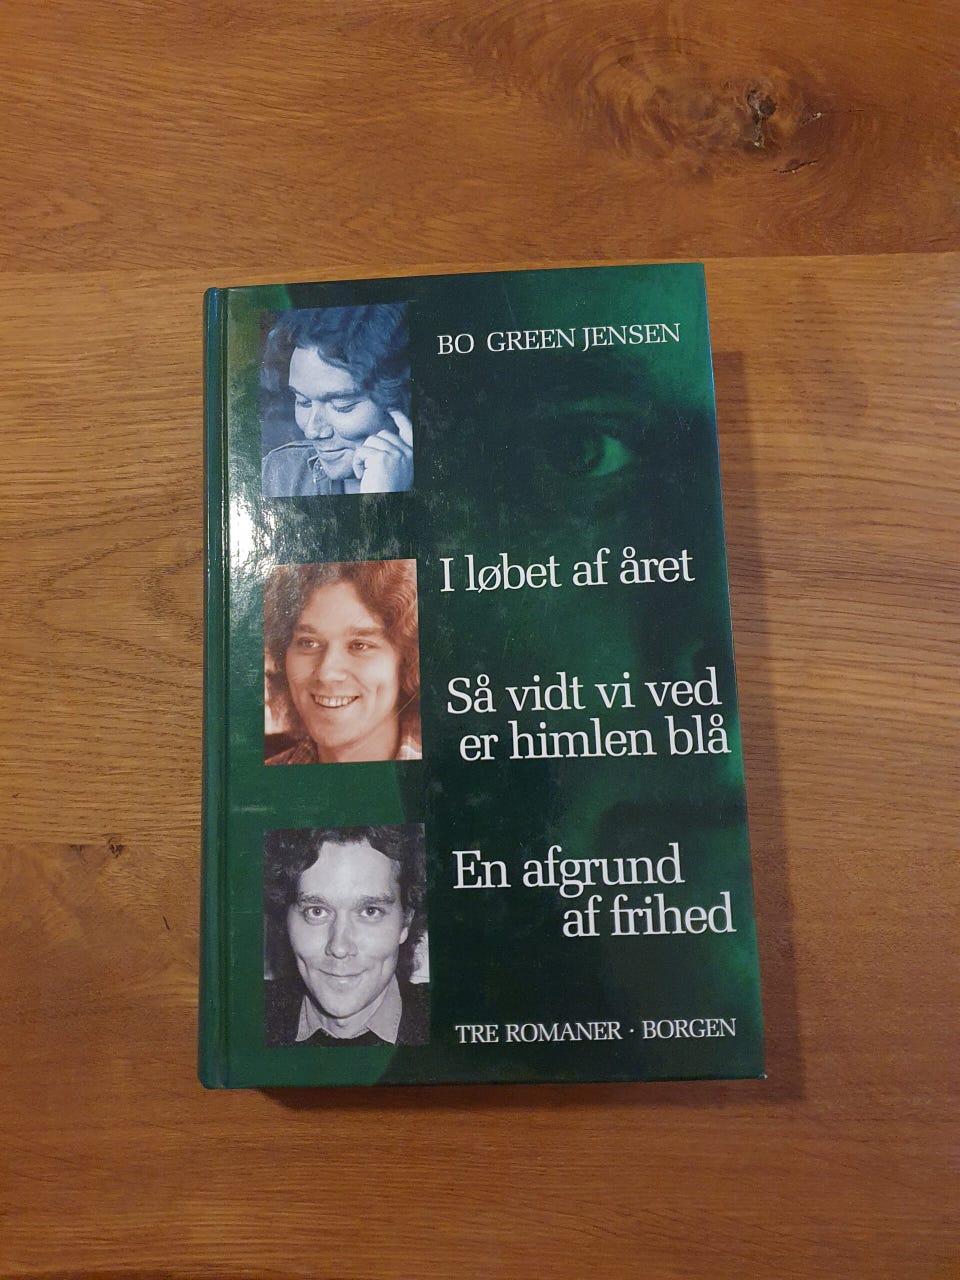 BO GREEN JENSEN
I løbet af året
Så vidt vi ved
er himlen blå
En afgrund
af frihed
TRE ROMANER · BORGEN